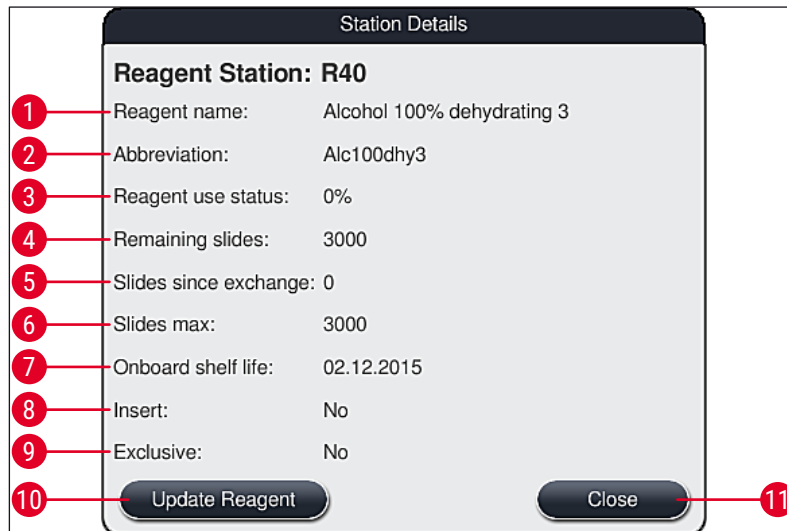 Station Details
Reagent Station: R40
1 Reagent name: Alcohol 100% dehydrating 3
2 Abbreviation: Alc100dhy3
3 Reagent use status: 0%
4 Remaining slides: 3000
5 Slides since exchange: 0
6 Slides max: 3000
7 Onboard shelf life: 02.12.2015
8 Insert: No
9 Exclusive: No
10 Update Reagent Close 11